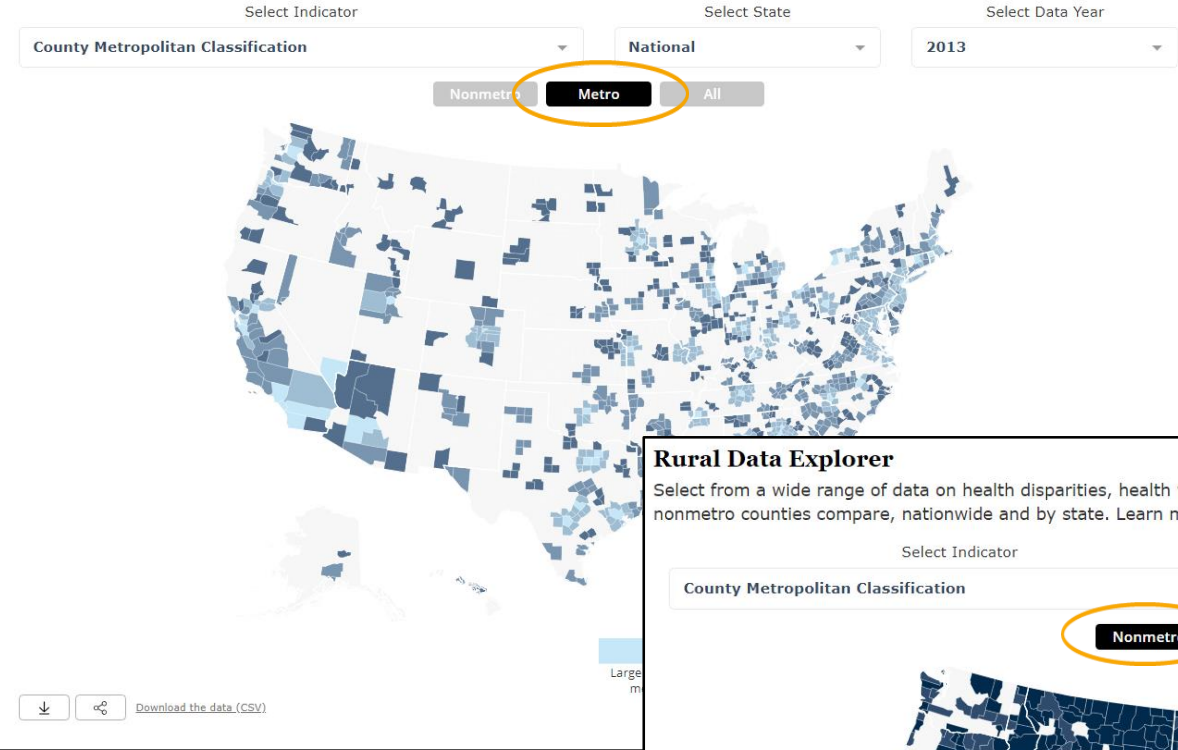 Select Indicator
Select State
Select Data Year
County Metropolitan Classification
National
2013
Nonmetro
Metro
All
Rural Data Explorer
Select from a wide range of data on health disparities, health
nonmetro counties compare, nationwide and by state. Learn
Select Indicator
County Metropolitan Classification
Nonmetro
Large
Download the data (CSV)